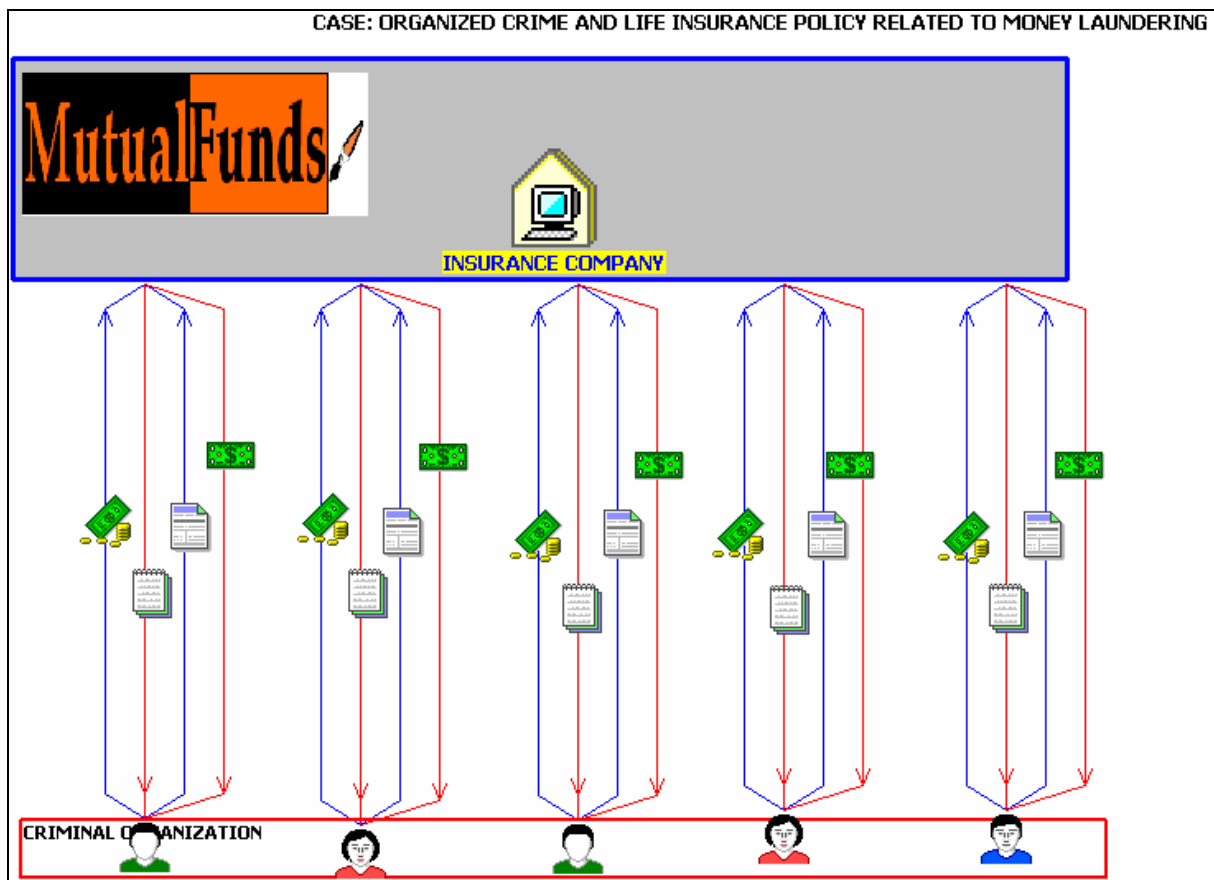 CASE: ORGANIZED CRIME AND LIFE INSURANCE POLICY RELATED TO MONEY LAUNDERING
MutualFunds
INSURANCE COMPANY
CRIMINAL O ANIZATION